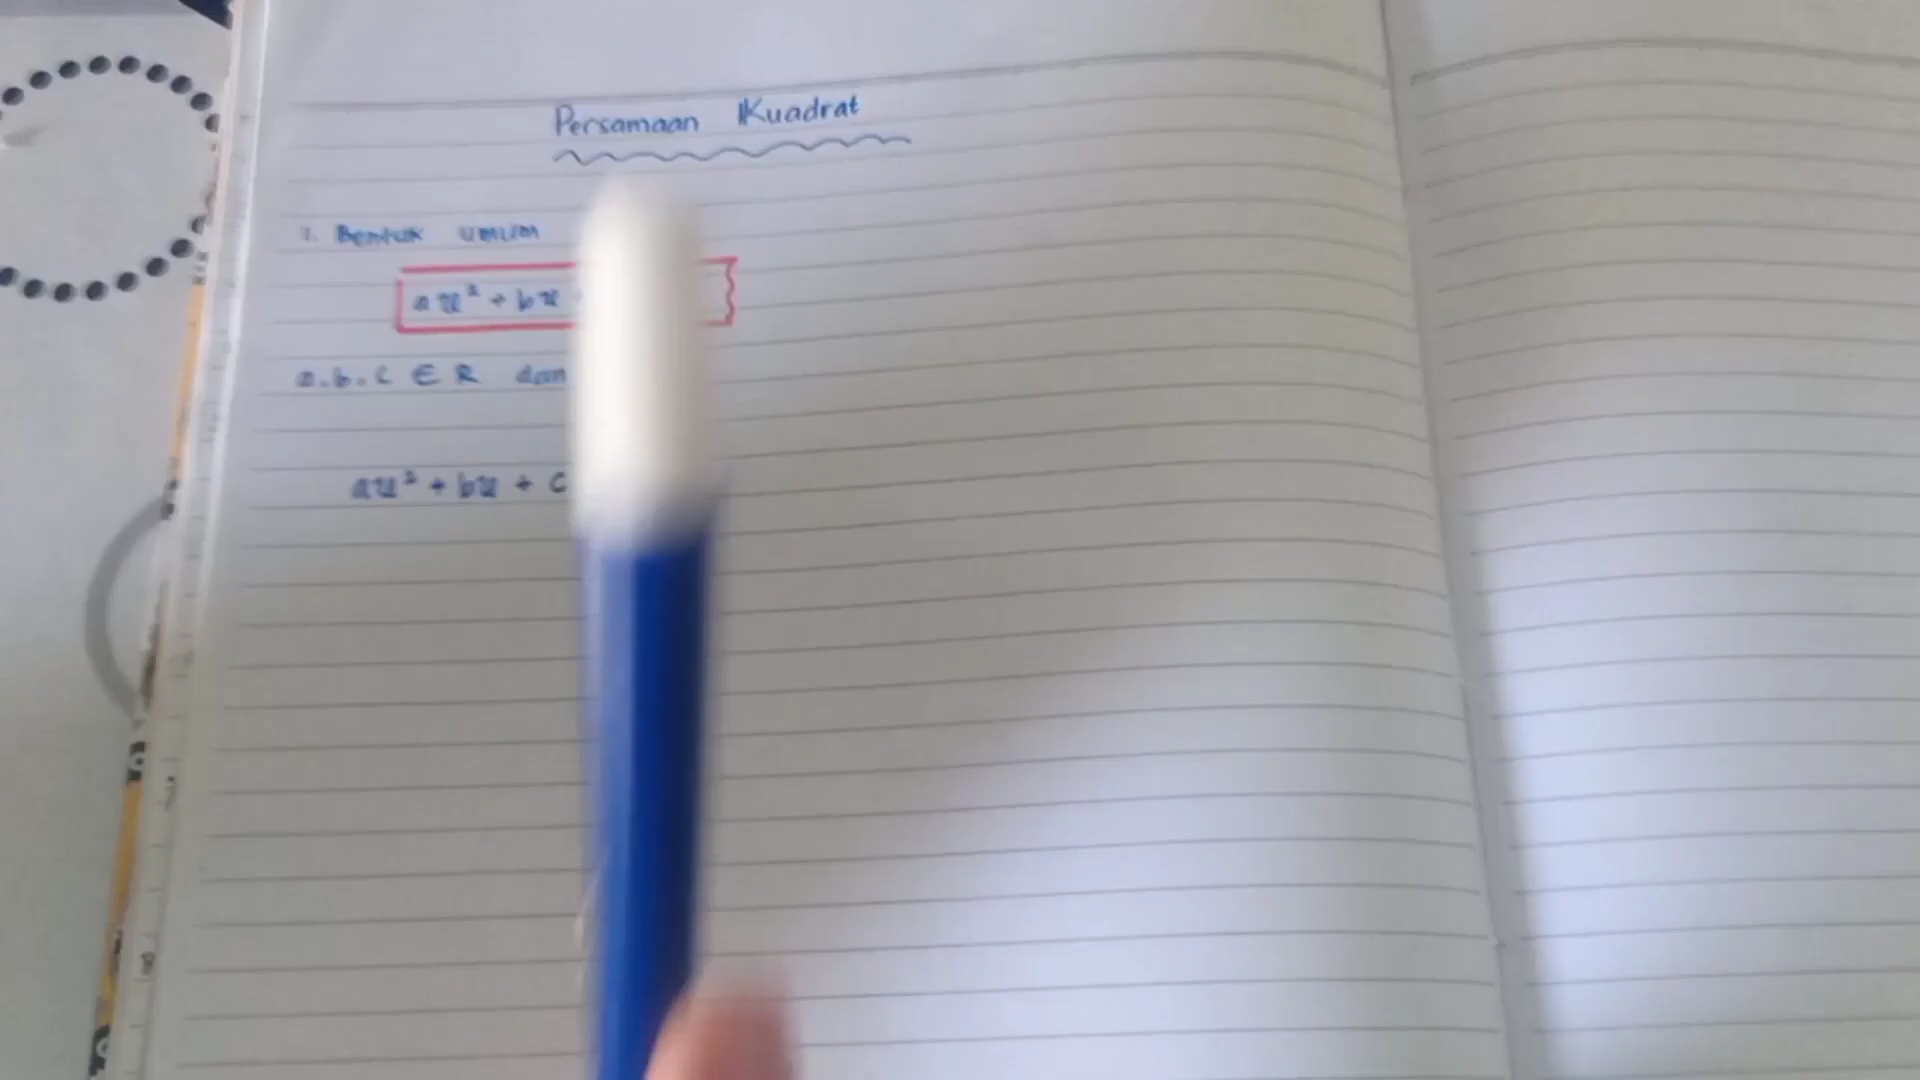 Persamaan Kuadrat
1. Bentuk umum
ax² + bx
a.b.c ∈ R dan
ax² + bx + c